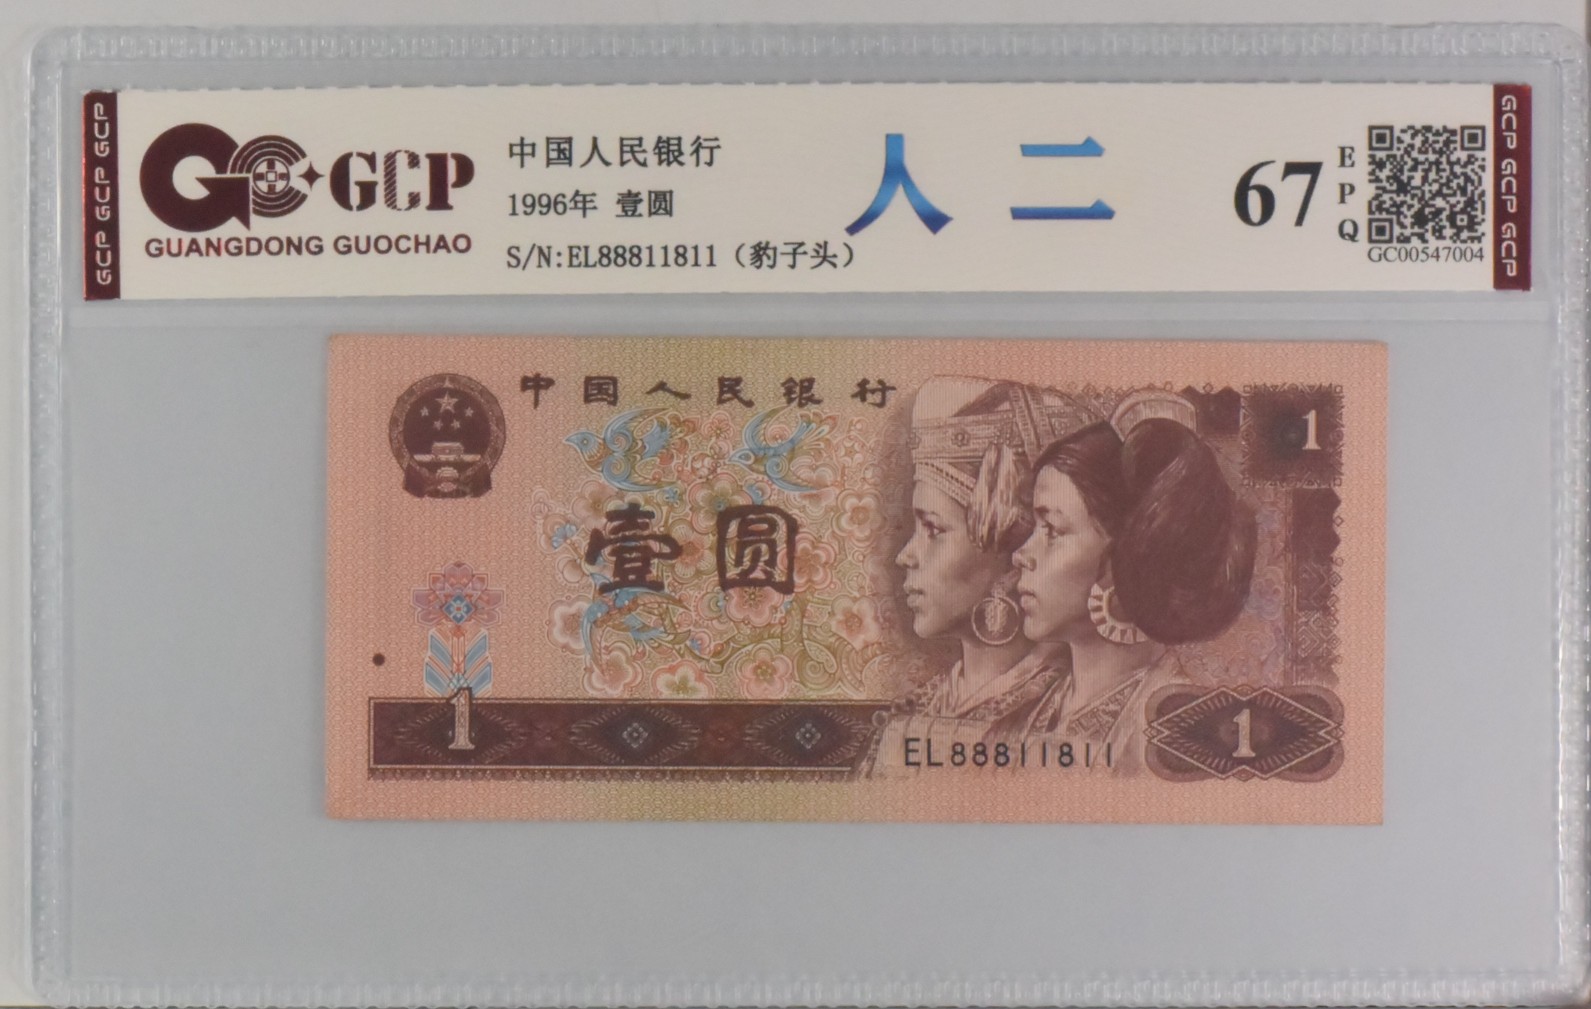 GCP GCP GCP
GCP
GUANGDONG GUOCHAO
中国人民银行
1996年 壹圆
S/N:EL88811811（豹子头）
人 二
67
EPQ
GC00547004
GCP GCP GCP
中国人民银行
1
壹圆
1
EL88811811
1